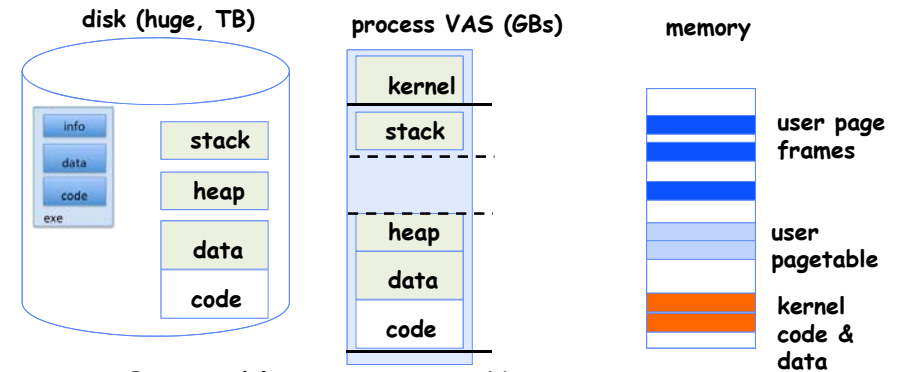 disk (huge, TB)
process VAS (GBs)
memory
info
data
code
exe
stack
heap
data
code
kernel
stack
heap
data
code
user page
frames
user
pagetable
kernel
code &
data